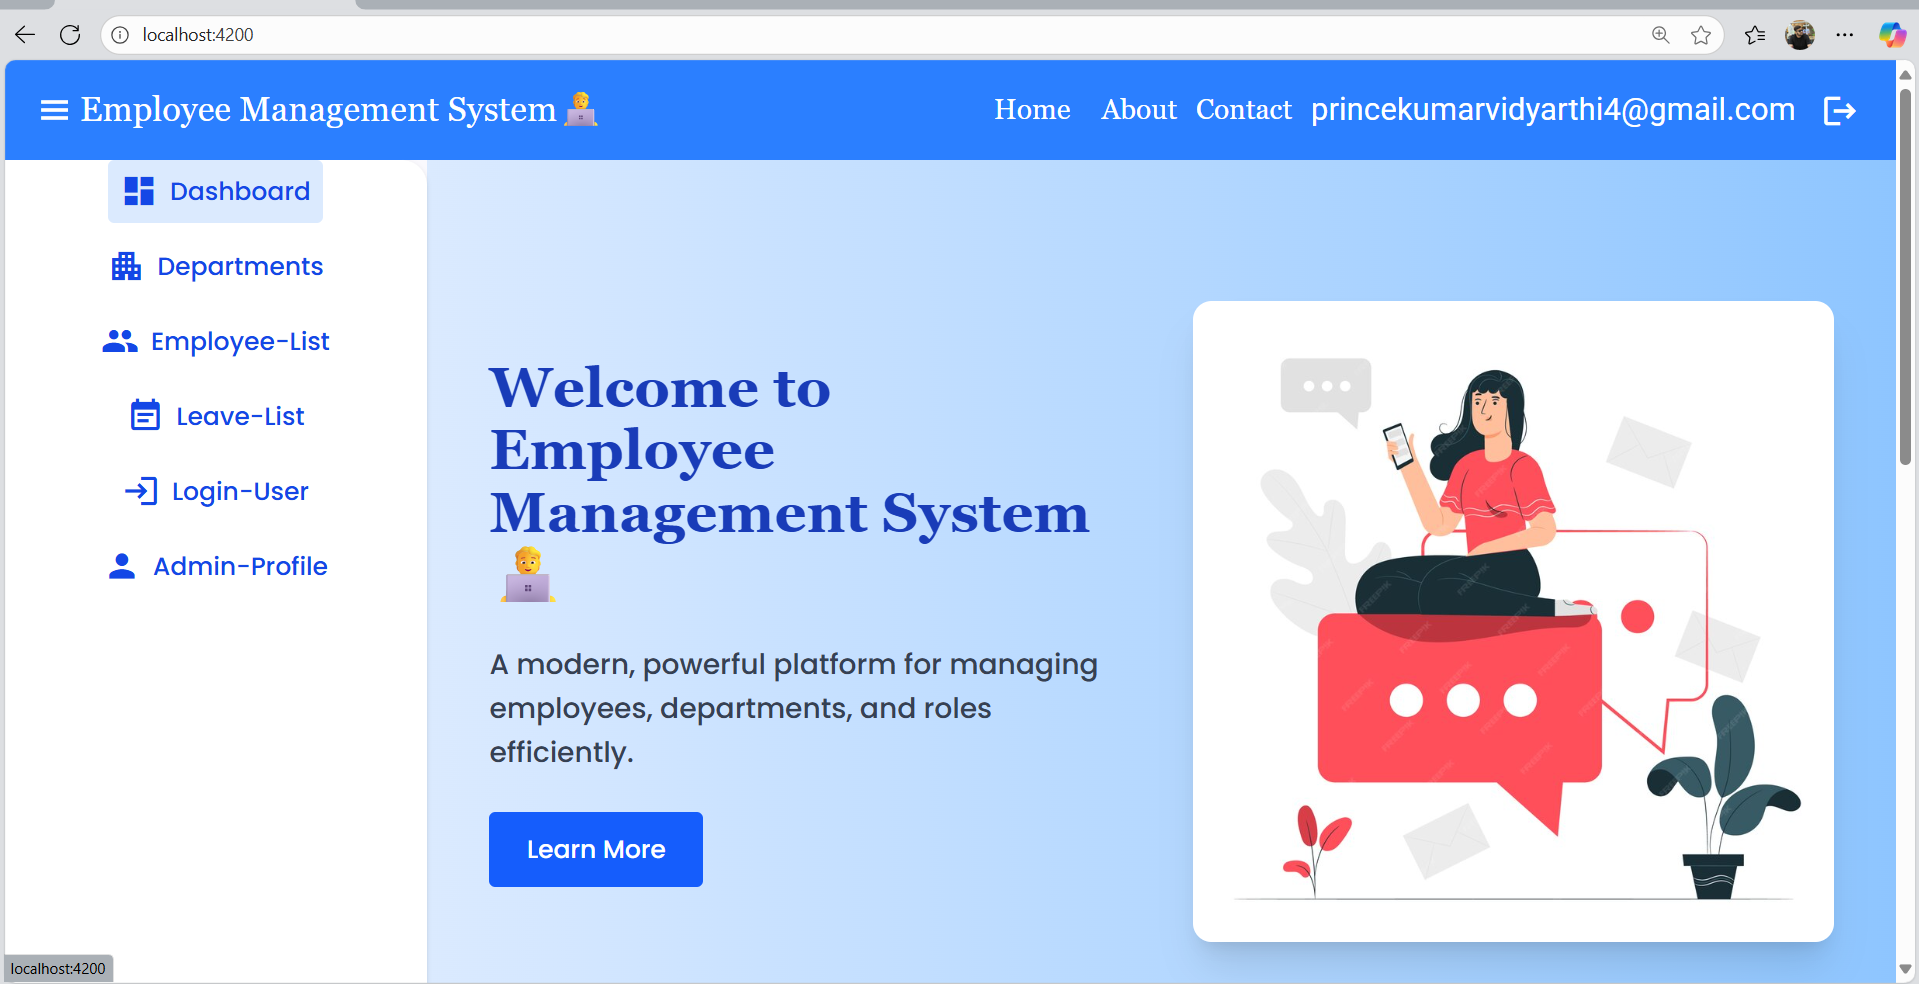 localhost:4200
Employee Management System
Home About Contact princekumarvidyarthi4@gmail.com
Dashboard
Departments
Employee-List
Leave-List
Login-User
Admin-Profile
Welcome to
Employee
Management System
A modern, powerful platform for managing
employees, departments, and roles
efficiently.
Learn More
localhost:4200